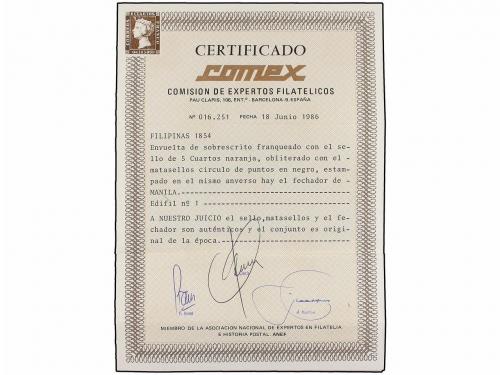 CERTIFICADO
comex
COMISION DE EXPERTOS FILATELICOS
PAU CLARIS, 106, ENT.º - BARCELONA-9.ESPAÑA
Nº 016.251 FECHA 18 Junio 1986
FILIPINAS 1854
Envuelta de sobrescrito franqueado con el se-
llo de 5 Cuartos naranja, obliterado con el-
matasellos circulo de puntos en negro, estam-
pado en el mismo anverso hay el fechador de-
MANILA.
Edifil nº 1
A NUESTRO JUICIO el sello,matasellos y el fe-
chador son auténticos y el conjunto es origi-
nal de la época.
MIEMBRO DE LA ASOCIACION NACIONAL DE EXPERTOS EN FILATELIA
E HISTORIA POSTAL ANEF